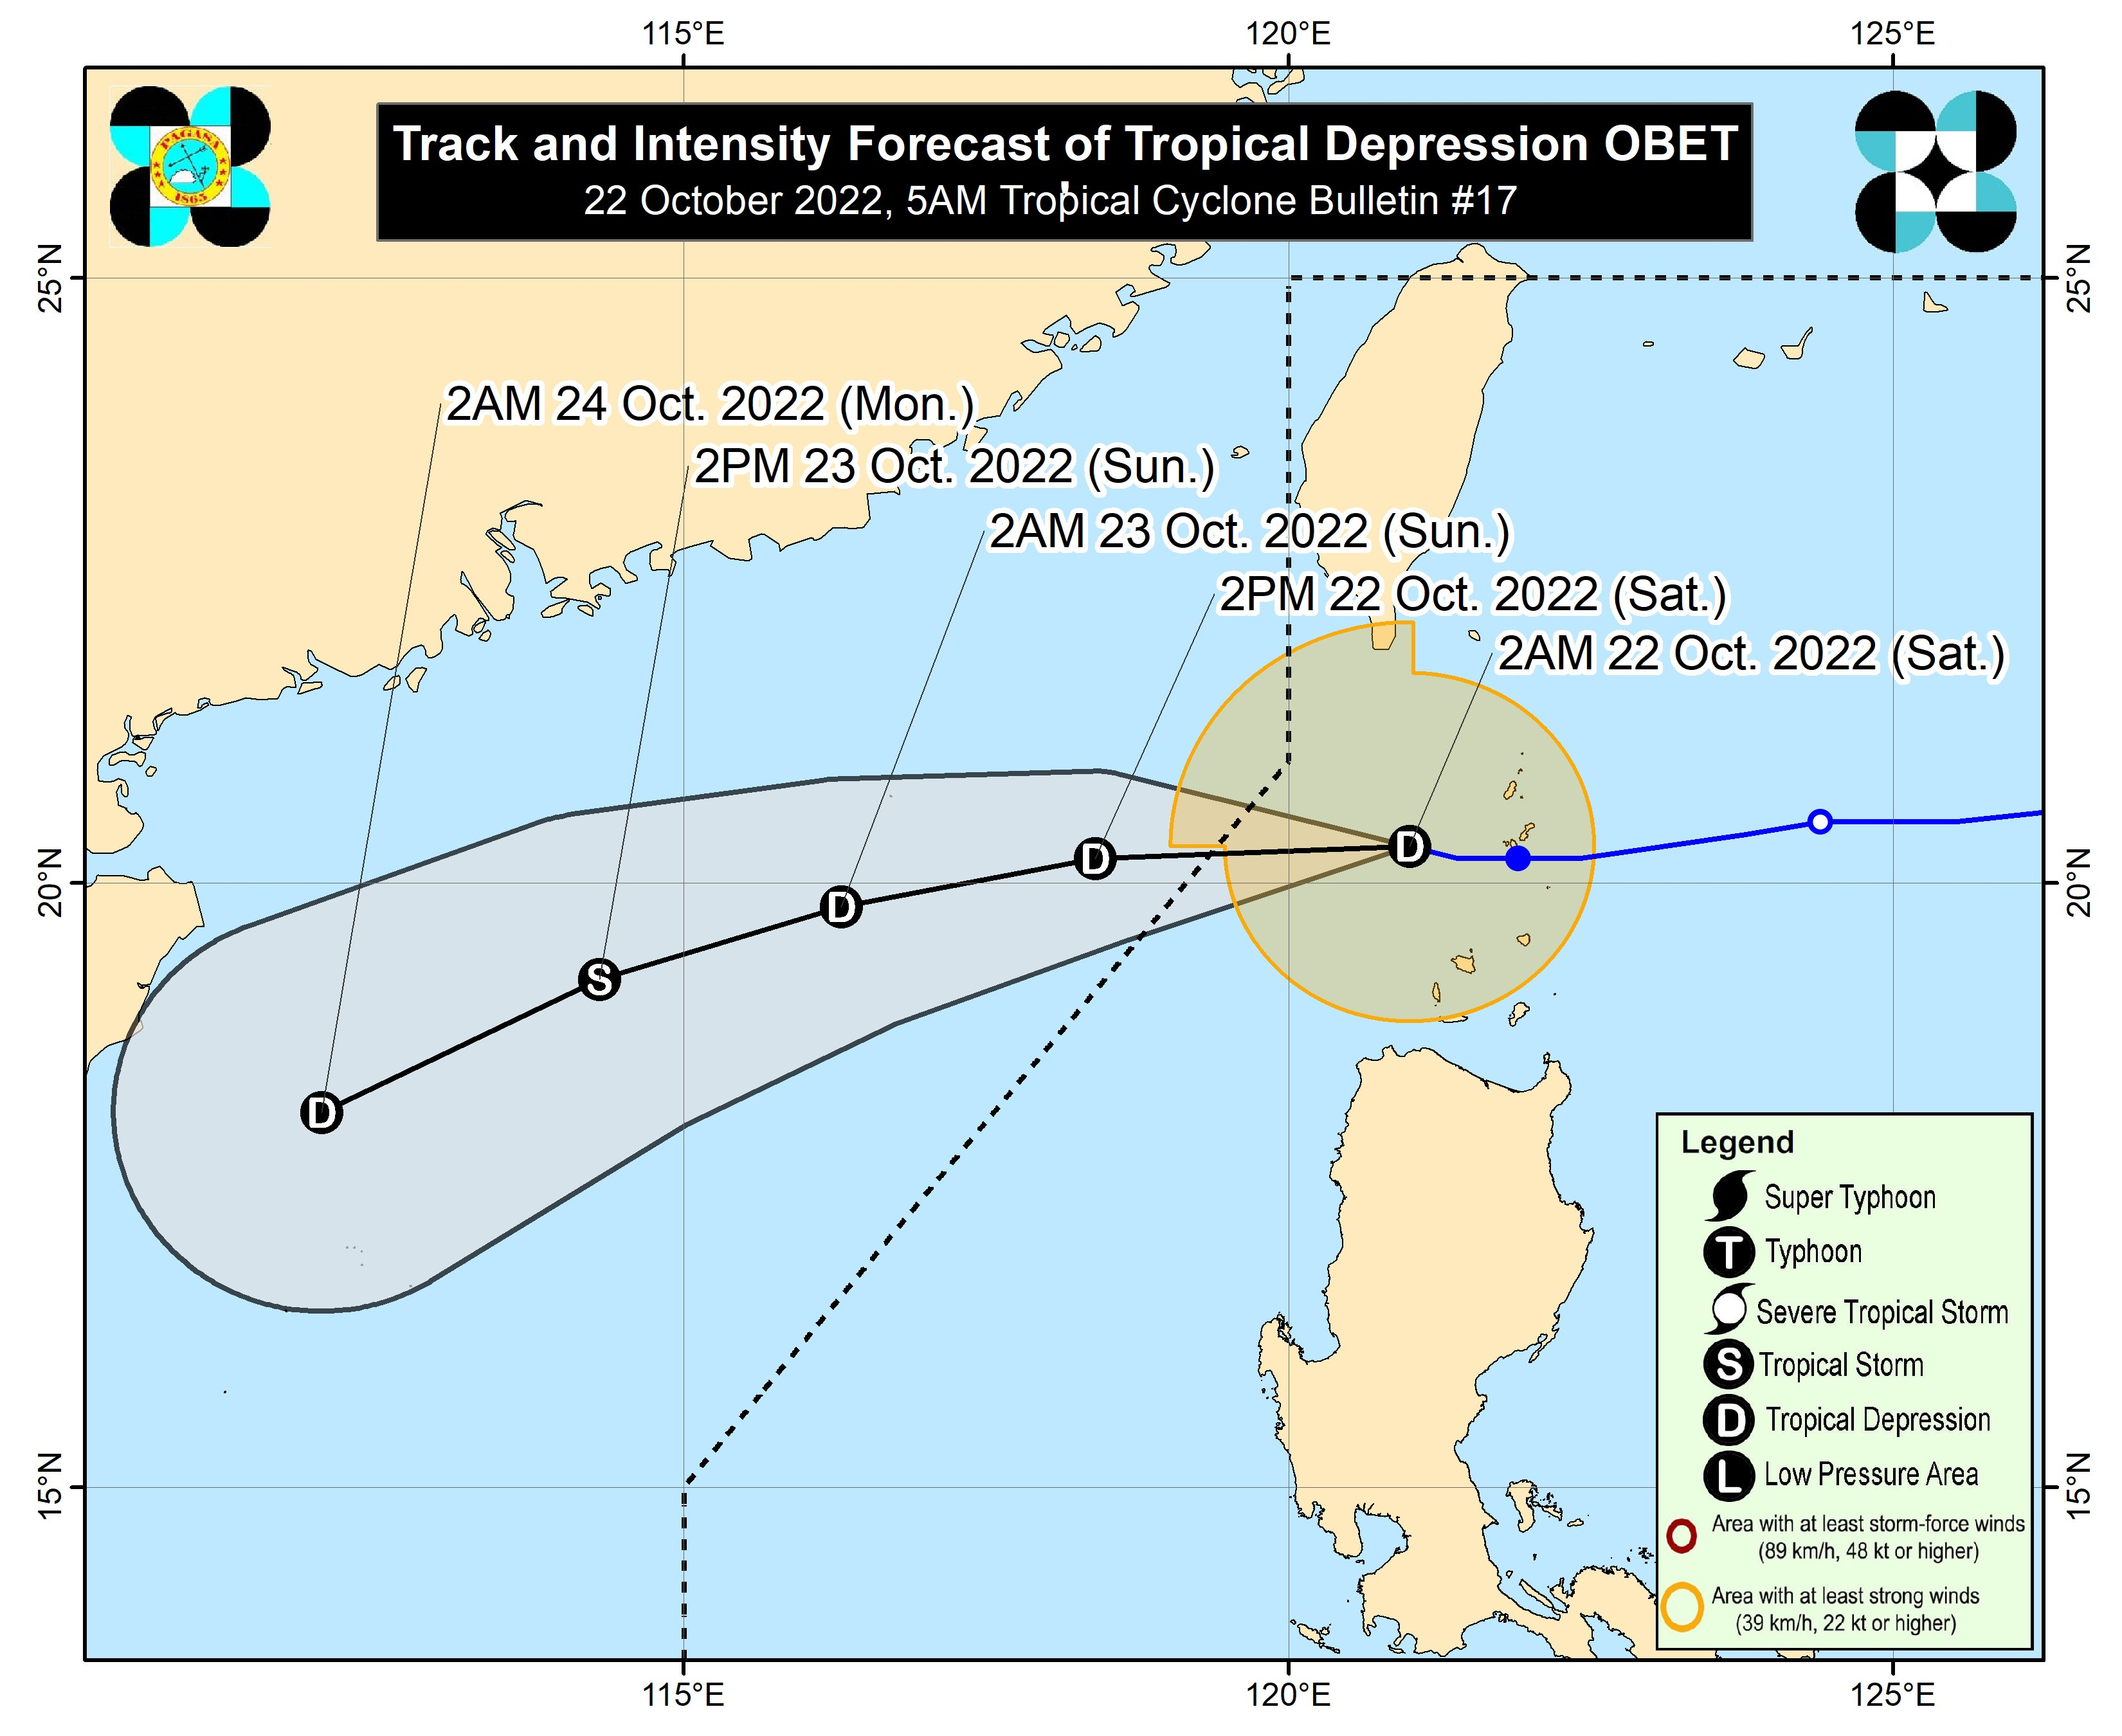 115°E
120°E
125°E
PAGASA
1865
Track and Intensity Forecast of Tropical Depression OBET
22 October 2022, 5AM Tropical Cyclone Bulletin #17
25°N
25°N
2AM 24 Oct. 2022 (Mon.)
2PM 23 Oct. 2022 (Sun.)
2AM 23 Oct. 2022 (Sun.)
2PM 22 Oct. 2022 (Sat.)
2AM 22 Oct. 2022 (Sat.)
D
D
D
S
D
20°N
20°N
Legend
Super Typhoon
T Typhoon
Severe Tropical Storm
S Tropical Storm
D Tropical Depression
L Low Pressure Area
Area with at least storm-force winds
(89 km/h, 48 kt or higher)
Area with at least strong winds
(39 km/h, 22 kt or higher)
15°N
15°N
115°E
120°E
125°E